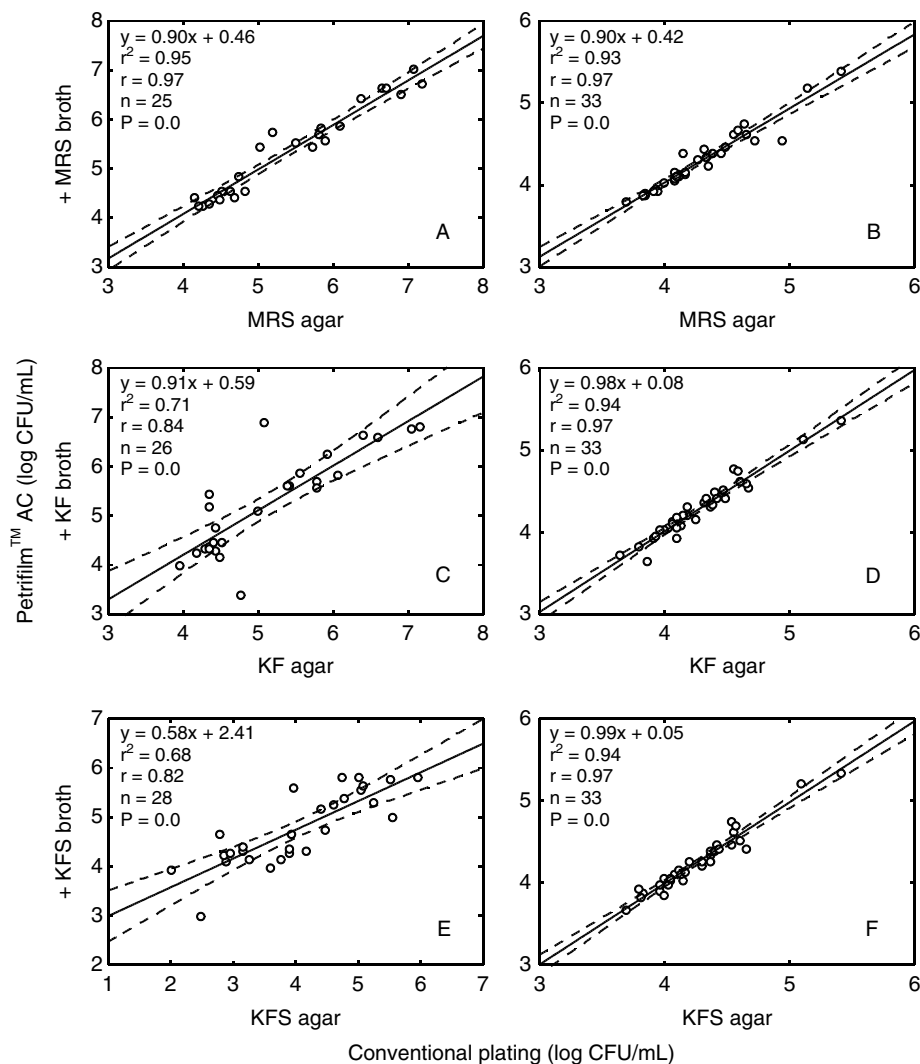 y = 0.90x + 0.46
r² = 0.95
r = 0.97
n = 25
P = 0.0
8
7
6
5
4
3
+ MRS broth
A
3 4 5 6 7 8
MRS agar
y = 0.90x + 0.42
r² = 0.93
r = 0.97
n = 33
P = 0.0
6
5
4
3
B
3 4 5 6
MRS agar
Petrifilm™ AC (log CFU/mL)
y = 0.91x + 0.59
r² = 0.71
r = 0.84
n = 26
P = 0.0
8
7
6
5
4
3
+ KF broth
C
3 4 5 6 7 8
KF agar
y = 0.98x + 0.08
r² = 0.94
r = 0.97
n = 33
P = 0.0
6
5
4
3
D
3 4 5 6
KF agar
y = 0.58x + 2.41
r² = 0.68
r = 0.82
n = 28
P = 0.0
7
6
5
4
3
2
+ KFS broth
E
1 2 3 4 5 6 7
KFS agar
y = 0.99x + 0.05
r² = 0.94
r = 0.97
n = 33
P = 0.0
6
5
4
3
F
3 4 5 6
KFS agar
Conventional plating (log CFU/mL)